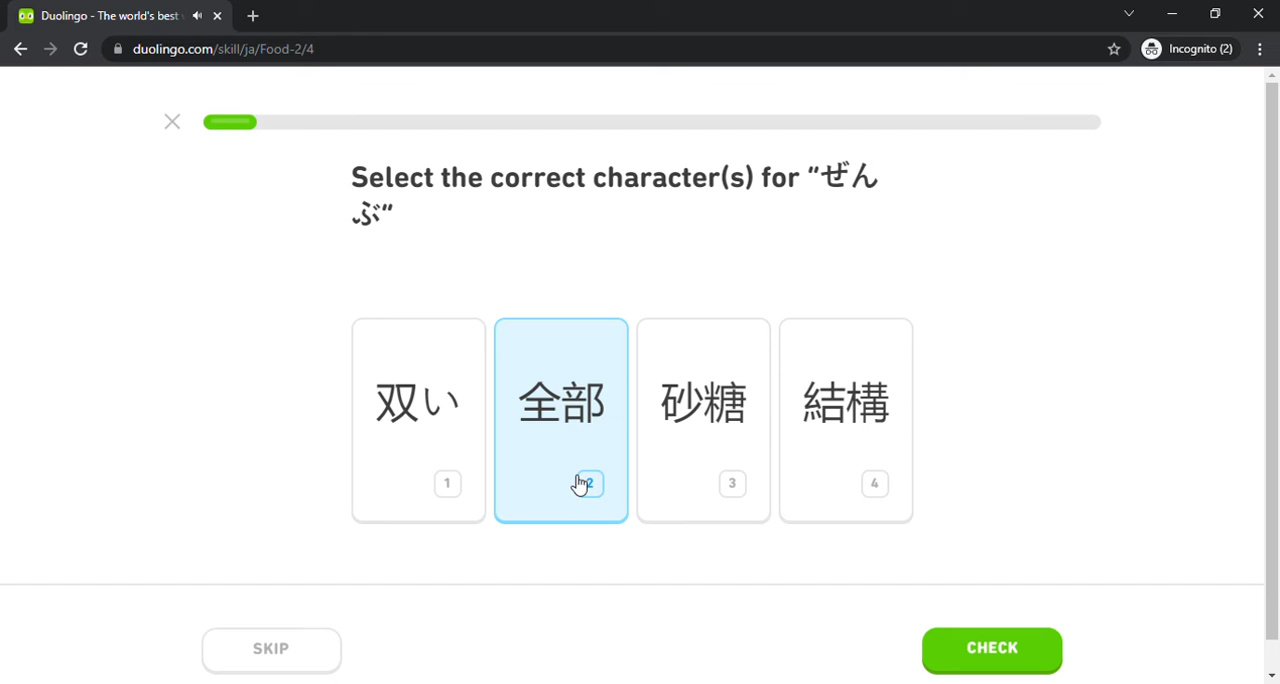 Duolingo - The world's best
duolingo.com/skill/ja/Food-2/4
Incognito (2)
Select the correct character(s) for "ぜん
ぶ"
双い 全部 砂糖 結構
1 2 3 4
SKIP CHECK